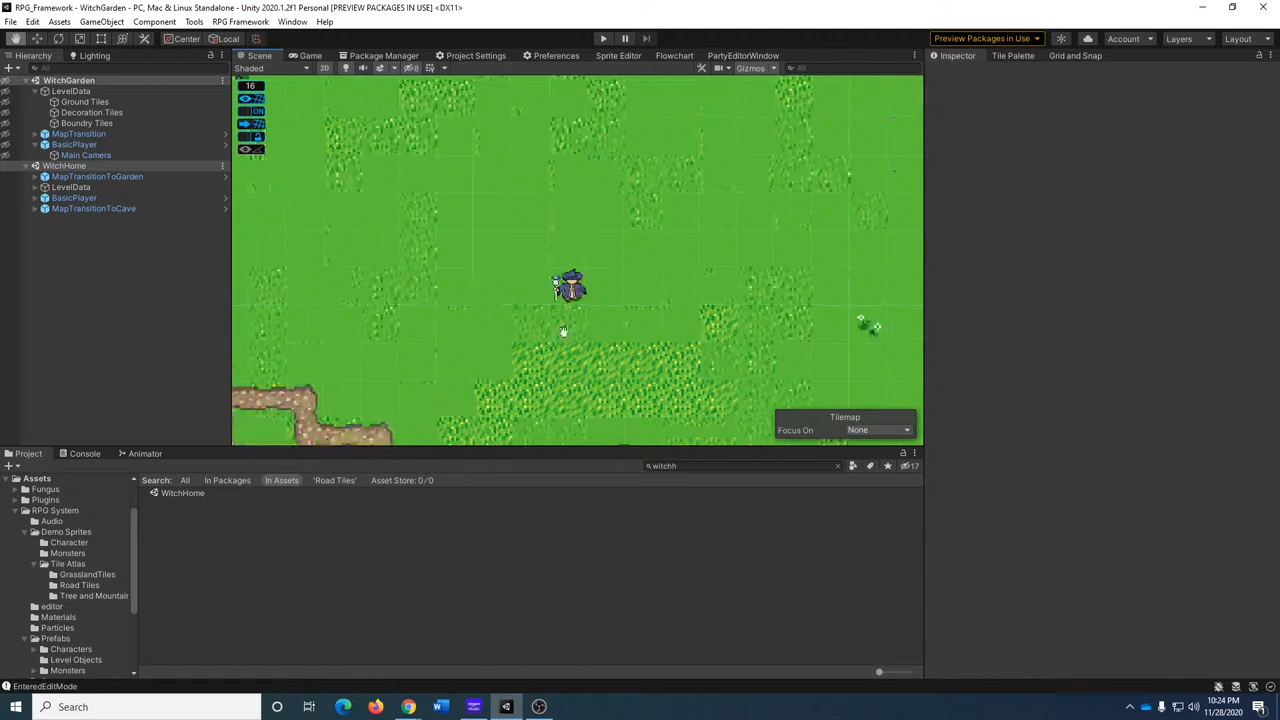 RPG_Framework - WitchGarden - PC, Mac & Linux Standalone - Unity 2020.1.2f1 Personal [PREVIEW PACKAGES IN USE] <DX11>
File Edit Assets GameObject Component Tools RPG Framework Window Help
Center Local Preview Packages in Use Account Layers Layout
Hierarchy Lighting Scene Game Package Manager Project Settings Preferences Sprite Editor Flowchart PartyEditorWindow Inspector Tile Palette Grid and Snap
All Shaded 2D Gizmos All
WitchGarden
16
LevelData
Ground Tiles
ON
Decoration Tiles
Boundry Tiles
MapTransition
BasicPlayer
Main Camera
WitchHome
MapTransitionToGarden
LevelData
BasicPlayer
MapTransitionToCave
Tilemap
Focus On None
Project Console Animator
witchh 17
Assets Search: All In Packages In Assets 'Road Tiles' Asset Store: 0/0
Fungus WitchHome
Plugins
RPG System
Audio
Demo Sprites
Character
Monsters
Tile Atlas
GrasslandTiles
Road Tiles
Tree and Mountain
editor
Materials
Particles
Prefabs
Characters
Level Objects
Monsters
EnteredEditMode
Search
10:24 PM
11/28/2020